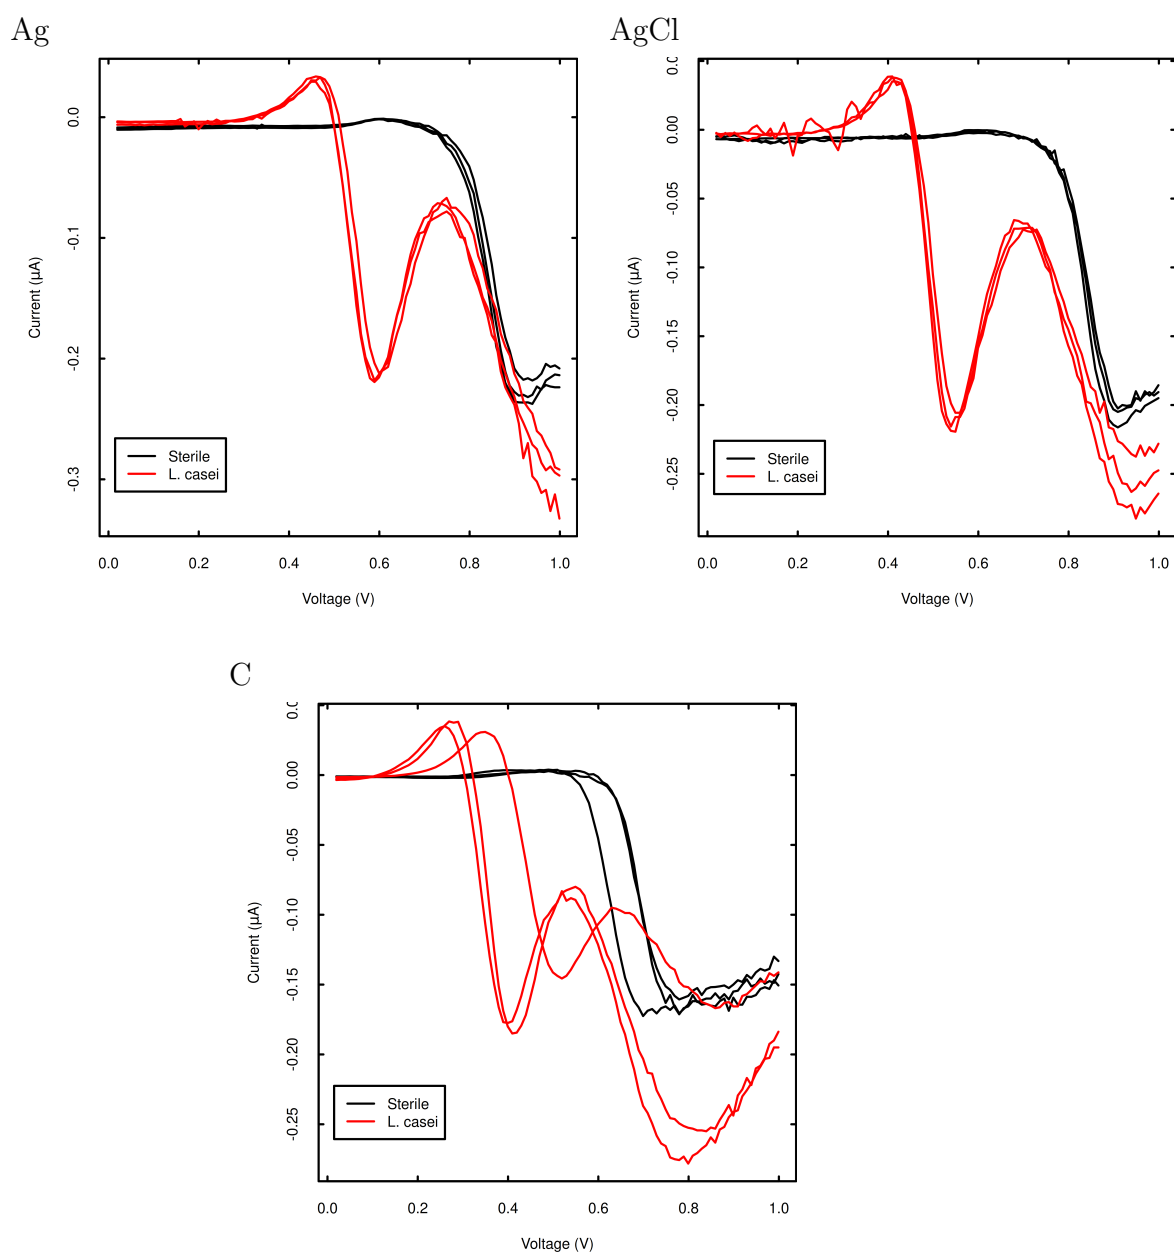 Ag
AgCl
0.0
-0.1
-0.2
-0.3
Current (µA)
Sterile
L. casei
0.0 0.2 0.4 0.6 0.8 1.0
Voltage (V)
0.00
-0.05
-0.10
-0.15
-0.20
-0.25
Current (µA)
Sterile
L. casei
0.0 0.2 0.4 0.6 0.8 1.0
Voltage (V)
C
0.00
-0.05
-0.10
-0.15
-0.20
-0.25
Current (µA)
Sterile
L. casei
0.0 0.2 0.4 0.6 0.8 1.0
Voltage (V)